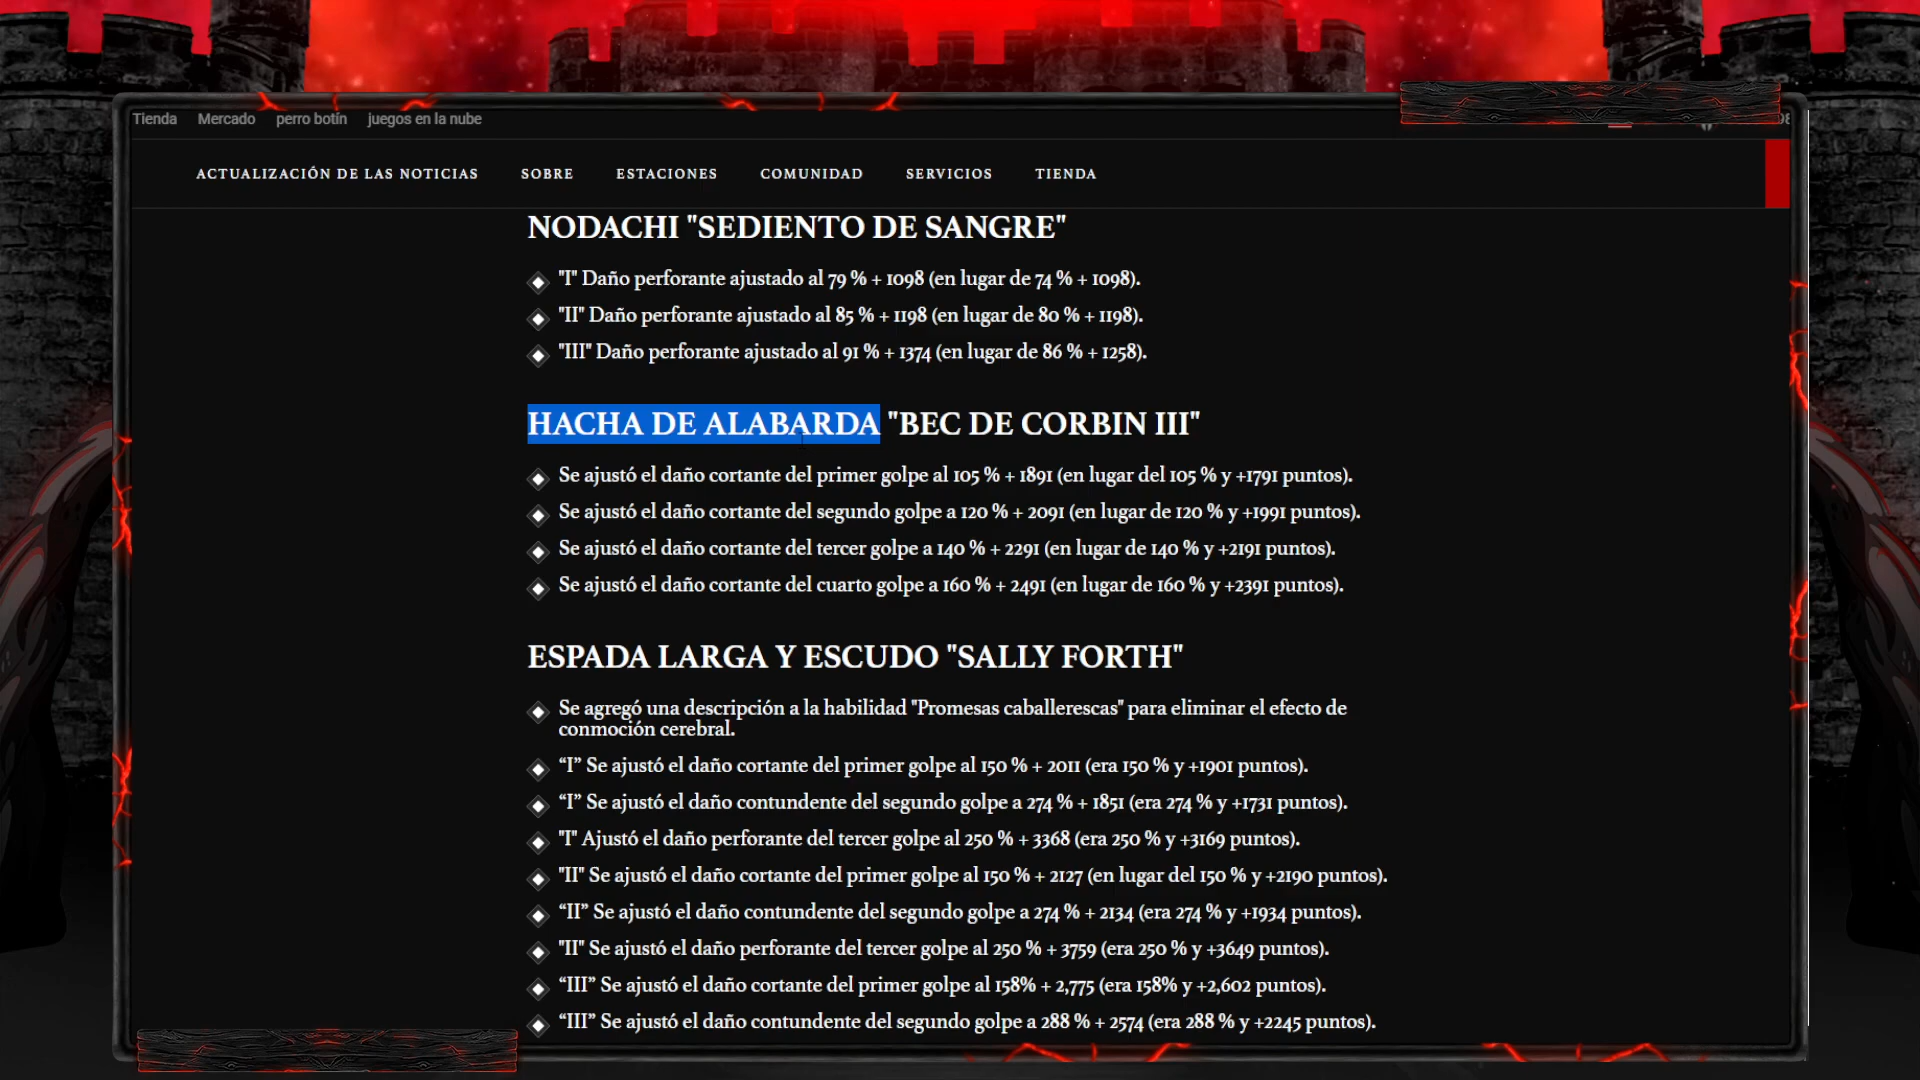 Tienda Mercado perro botín juegos en la nube
ACTUALIZACIÓN DE LAS NOTICIAS SOBRE ESTACIONES COMUNIDAD SERVICIOS TIENDA
NODACHI "SEDIENTO DE SANGRE"
"I" Daño perforante ajustado al 79 % + 1098 (en lugar de 74 % + 1098).
"II" Daño perforante ajustado al 85 % + 1198 (en lugar de 80 % + 1198).
"III" Daño perforante ajustado al 91 % + 1374 (en lugar de 86 % + 1258).
HACHA DE ALABARDA "BEC DE CORBIN III"
Se ajustó el daño cortante del primer golpe al 105 % + 1891 (en lugar del 105 % y +1791 puntos).
Se ajustó el daño cortante del segundo golpe a 120 % + 2091 (en lugar de 120 % y +1991 puntos).
Se ajustó el daño cortante del tercer golpe a 140 % + 2291 (en lugar de 140 % y +2191 puntos).
Se ajustó el daño cortante del cuarto golpe a 160 % + 2491 (en lugar de 160 % y +2391 puntos).
ESPADA LARGA Y ESCUDO "SALLY FORTH"
Se agregó una descripción a la habilidad "Promesas caballerescas" para eliminar el efecto de
conmoción cerebral.
“I” Se ajustó el daño cortante del primer golpe al 150 % + 2011 (era 150 % y +1901 puntos).
“I” Se ajustó el daño contundente del segundo golpe a 274 % + 1851 (era 274 % y +1731 puntos).
"I" Ajustó el daño perforante del tercer golpe al 250 % + 3368 (era 250 % y +3169 puntos).
"II" Se ajustó el daño cortante del primer golpe al 150 % + 2127 (en lugar del 150 % y +2190 puntos).
“II” Se ajustó el daño contundente del segundo golpe a 274 % + 2134 (era 274 % y +1934 puntos).
"II" Se ajustó el daño perforante del tercer golpe al 250 % + 3759 (era 250 % y +3649 puntos).
“III” Se ajustó el daño cortante del primer golpe al 158% + 2,775 (era 158% y +2,602 puntos).
“III” Se ajustó el daño contundente del segundo golpe a 288 % + 2574 (era 288 % y +2245 puntos).